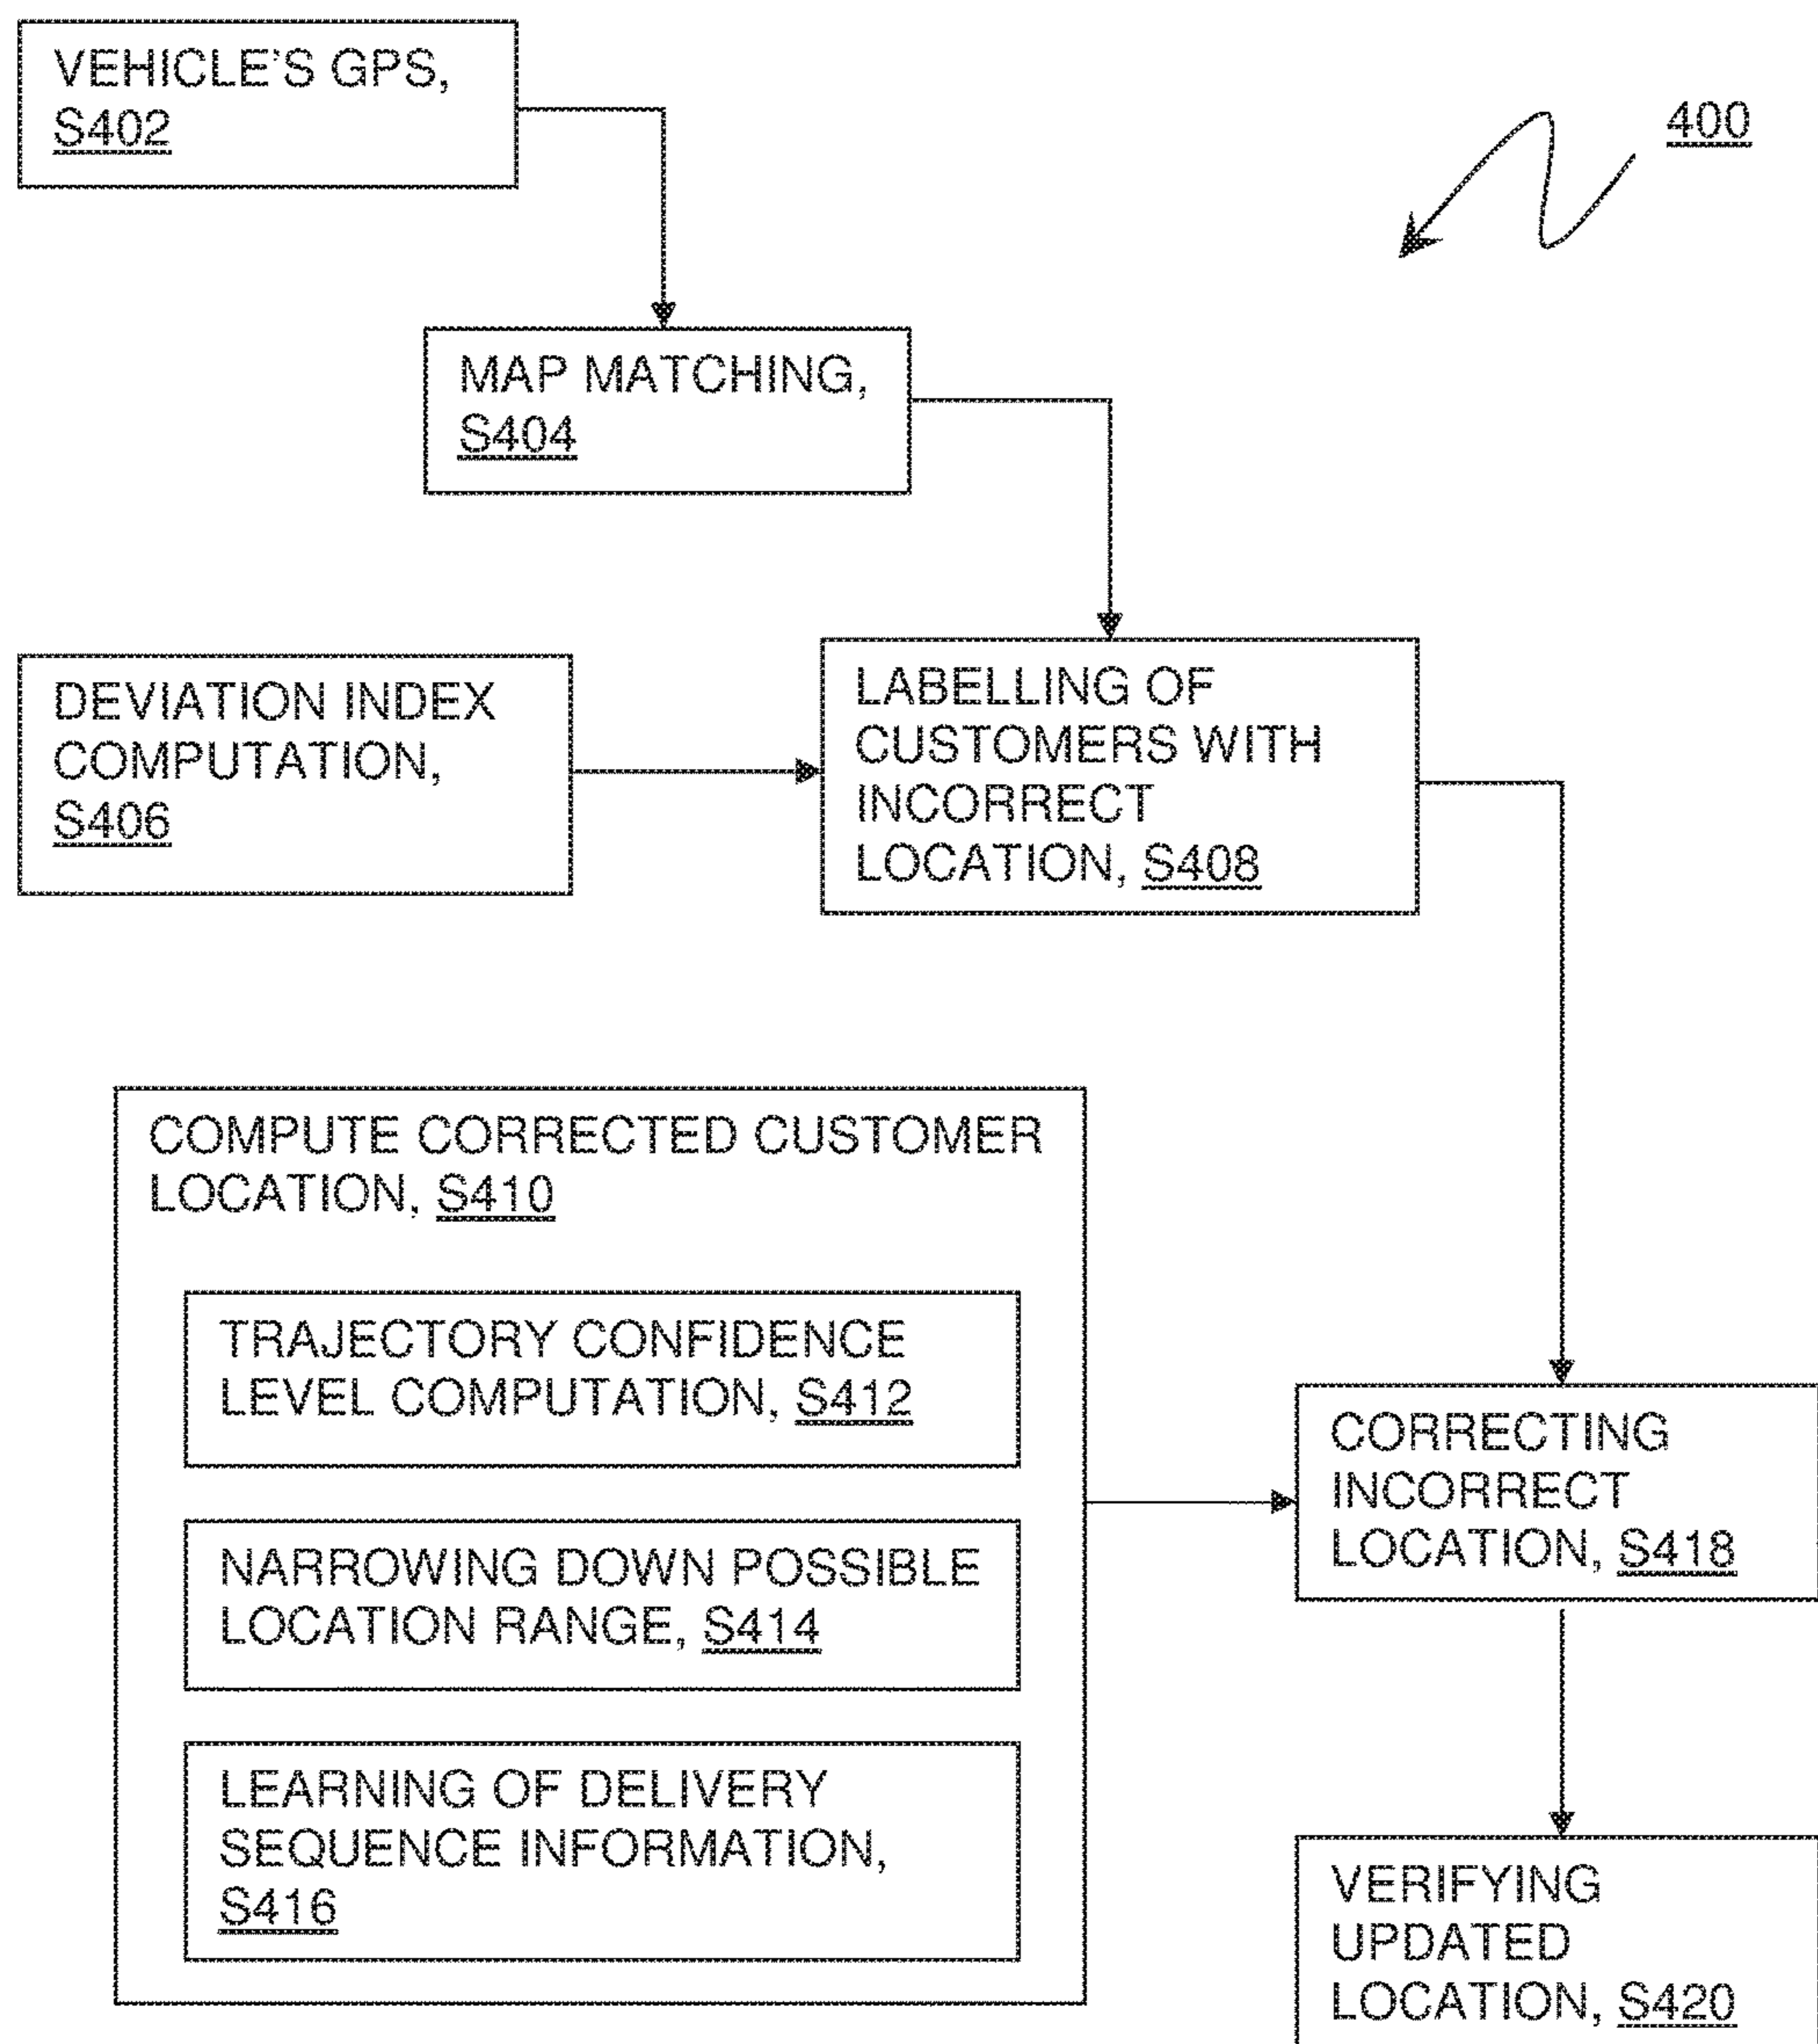 VEHICLE'S GPS,
S402
400
MAP MATCHING,
S404
DEVIATION INDEX
COMPUTATION,
S406
LABELLING OF
CUSTOMERS WITH
INCORRECT
LOCATION, S408
COMPUTE CORRECTED CUSTOMER
LOCATION, S410
TRAJECTORY CONFIDENCE
LEVEL COMPUTATION, S412
NARROWING DOWN POSSIBLE
LOCATION RANGE, S414
LEARNING OF DELIVERY
SEQUENCE INFORMATION,
S416
CORRECTING
INCORRECT
LOCATION, S418
VERIFYING
UPDATED
LOCATION, S420